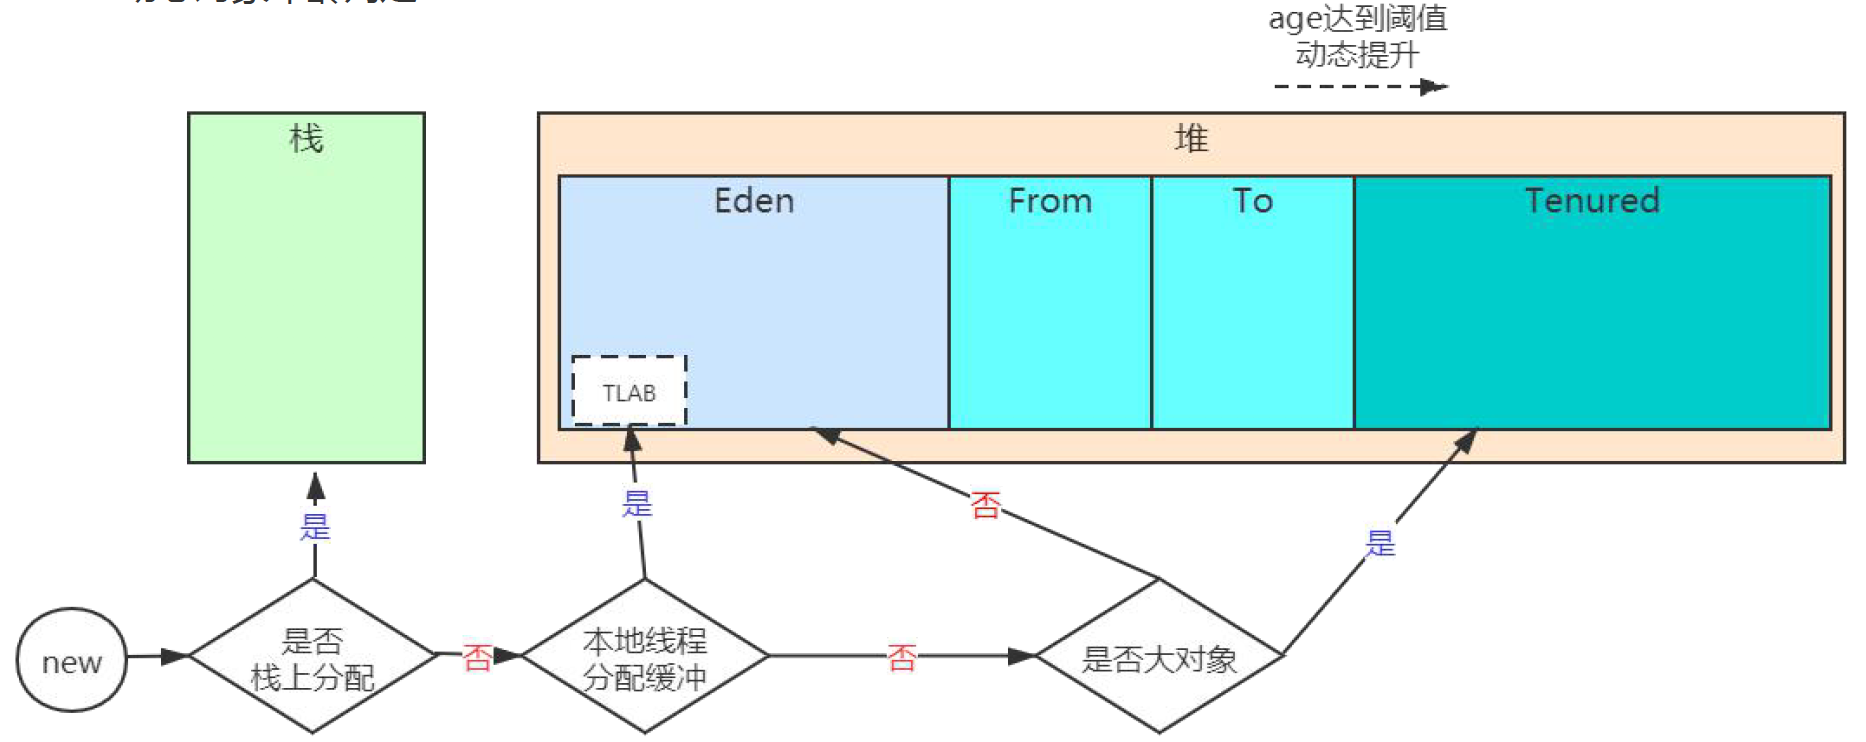 age达到阈值
动态提升
栈
堆
Eden
From
To
Tenured
TLAB
是
否
是
是
new
是否
栈上分配
否
本地线程
分配缓冲
否
是否大对象